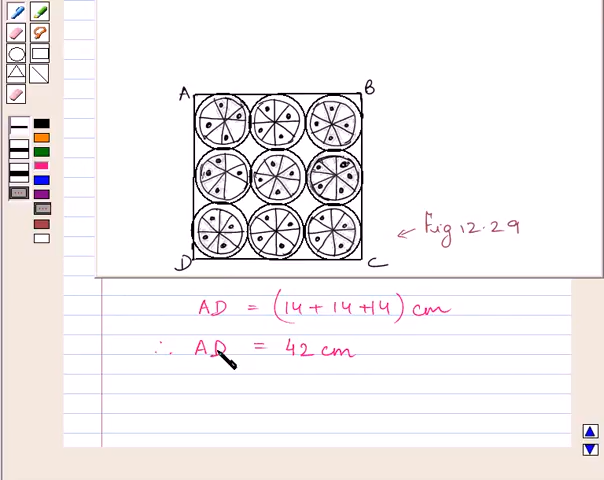 A B
D C
Fig 12.29
AD = (14 + 14 + 14) cm
∴ AD = 42 cm